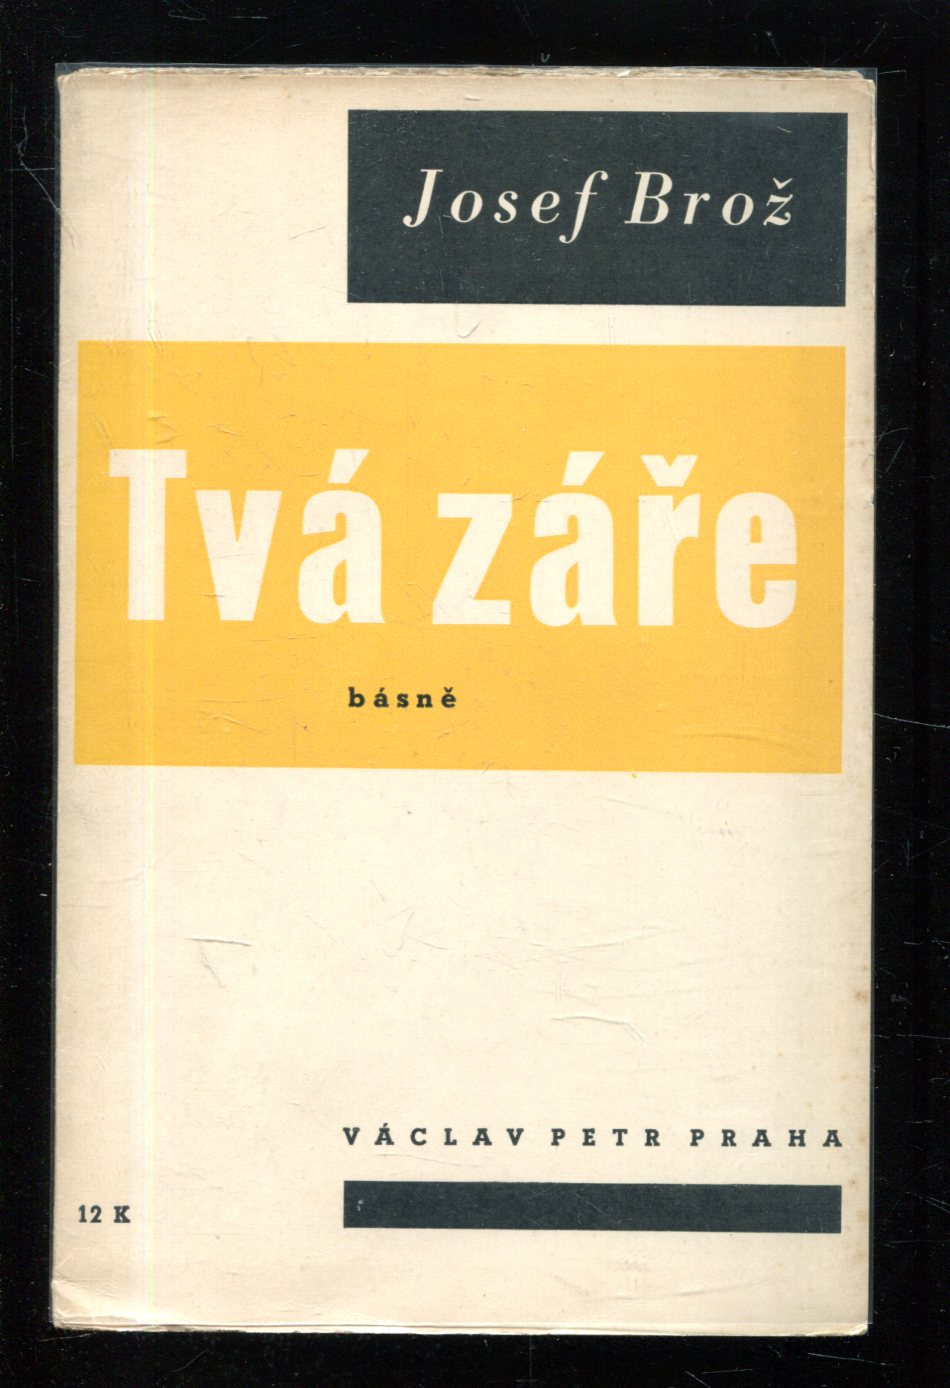 Josef Brož
Tvá záře
básně
VÁCLAV PETR PRAHA
12 K